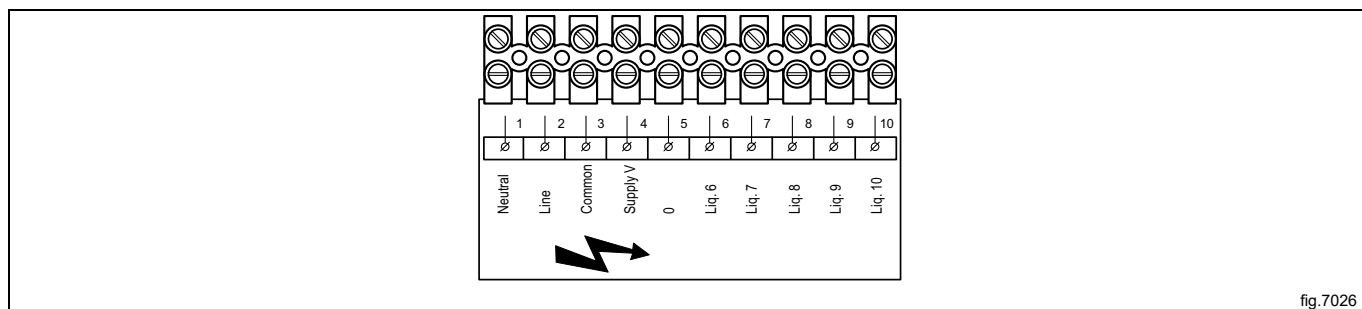 1 2 3 4 5 6 7 8 9 10
Neutral
Line
Common
Supply V
0
Liq. 6
Liq. 7
Liq. 8
Liq. 9
Liq. 10
fig.7026